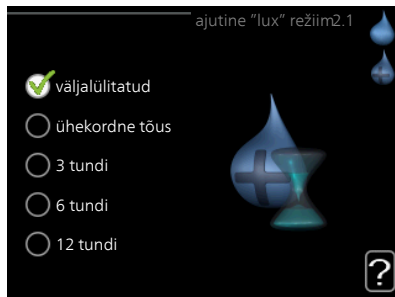 ajutine ”lux” režiim2.1
väljalülitatud
ühekordne tõus
3 tundi
6 tundi
12 tundi
?